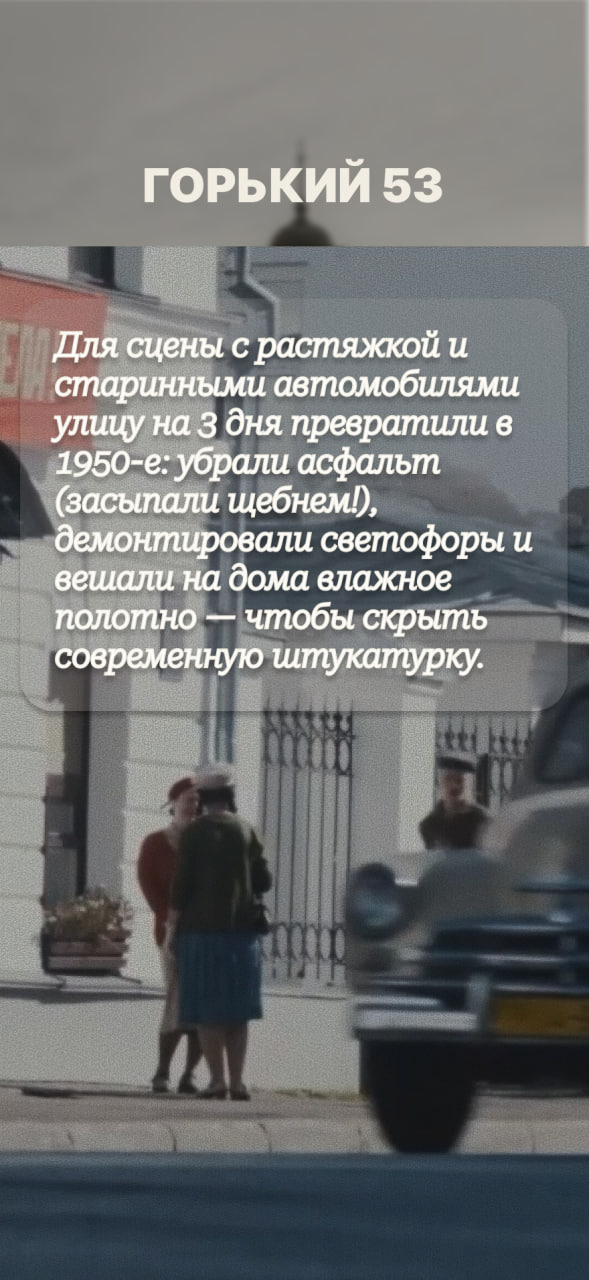 ГОРЬКИЙ 53
Для сцены с растяжкой и
старинными автомобилями
улицу на 3 дня превратили в
1950-е: убрали асфальт
(засыпали щебнем!),
демонтировали светофоры и
вешали на дома влажное
полотно — чтобы скрыть
современную штукатурку.